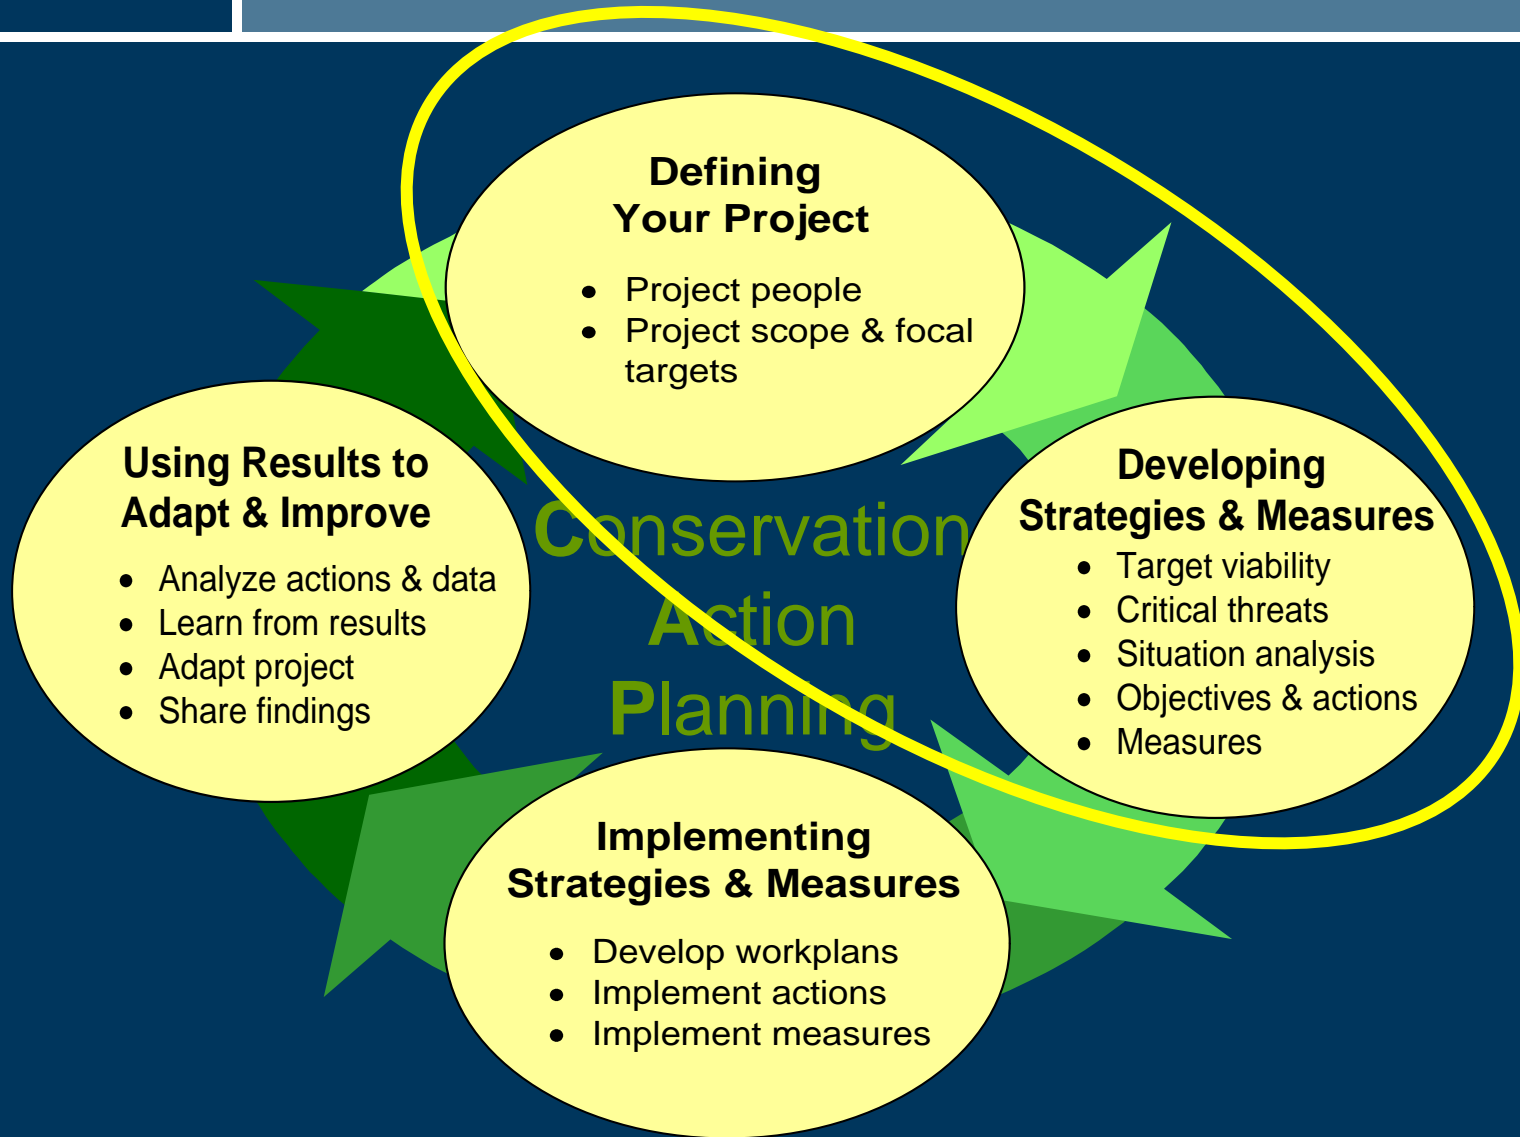 Defining
Your Project
● Project people
● Project scope & focal
targets
Developing
Strategies & Measures
● Target viability
● Critical threats
● Situation analysis
● Objectives & actions
● Measures
Implementing
Strategies & Measures
● Develop workplans
● Implement actions
● Implement measures
Using Results to
Adapt & Improve
● Analyze actions & data
● Learn from results
● Adapt project
● Share findings
Conservation
Action
Planning